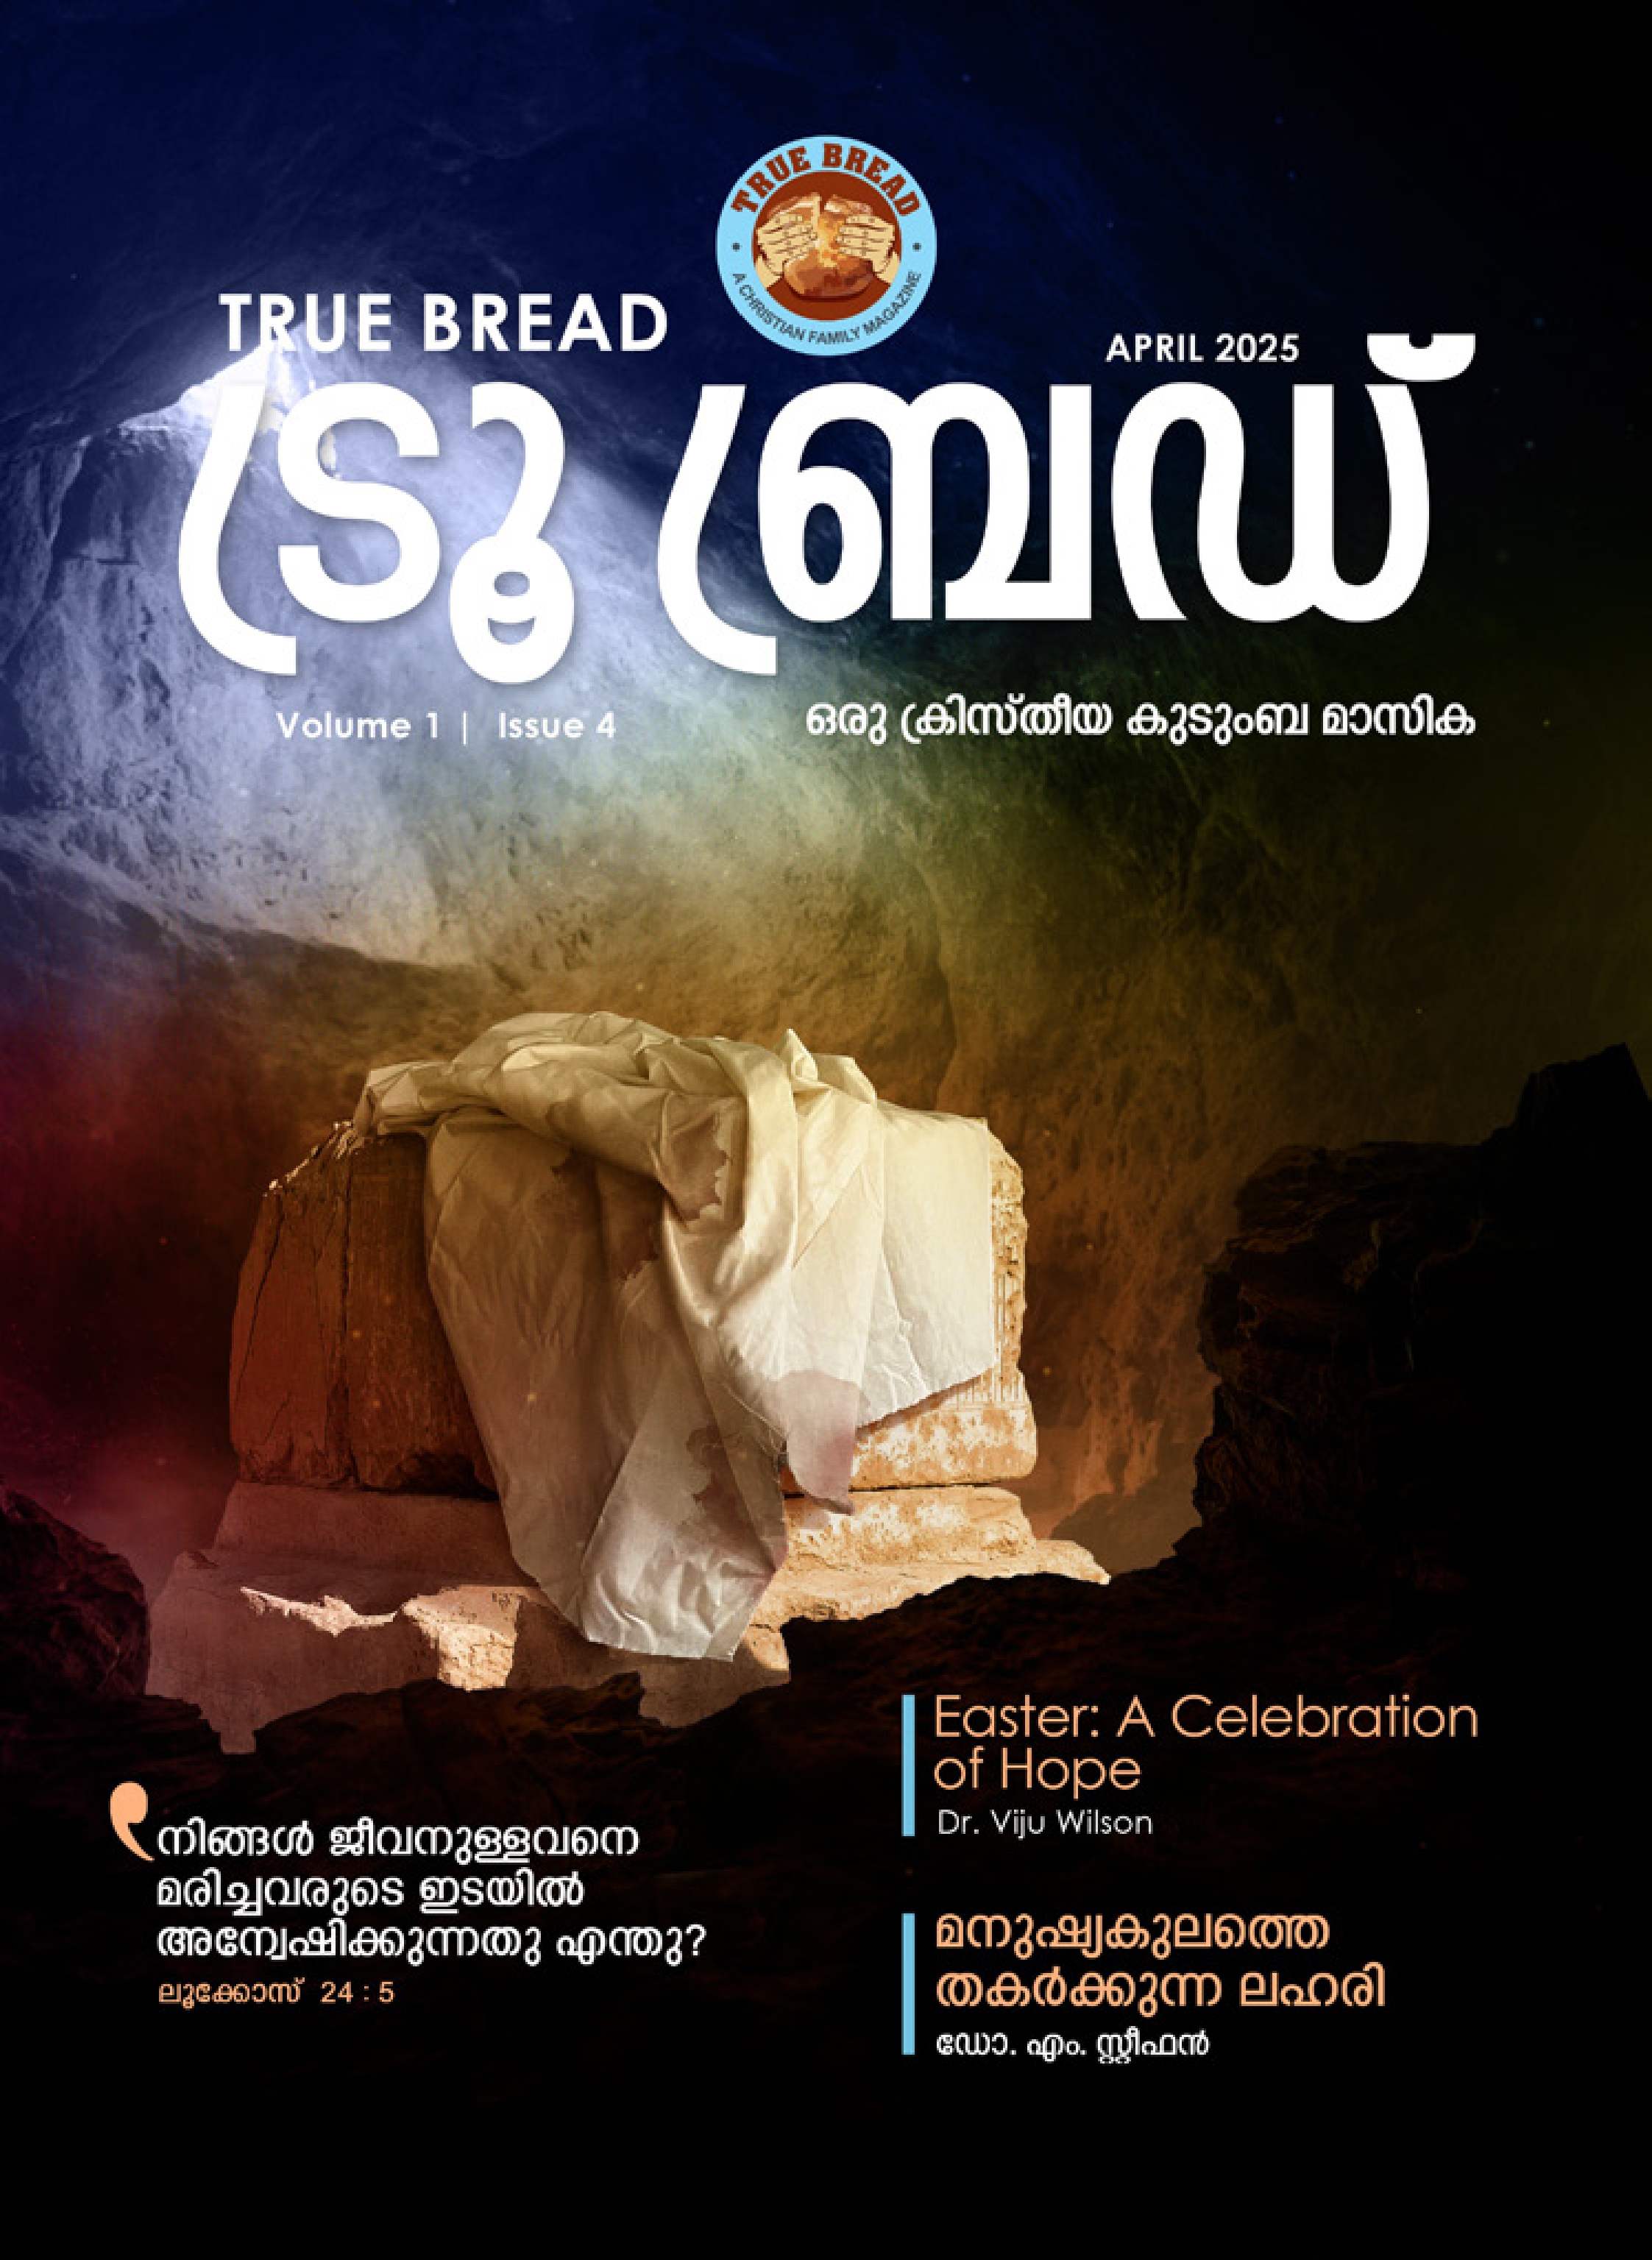 TRUE BREAD
A CHRISTIAN FAMILY MAGAZINE
TRUE BREAD
APRIL 2025
ട്രൂ ബ്രഡ്
Volume 1 | Issue 4
ഒരു ക്രിസ്തീയ കുടുംബ മാസിക
Easter: A Celebration
of Hope
Dr. Viju Wilson
‘നിങ്ങൾ ജീവനുള്ളവനെ
മരിച്ചവരുടെ ഇടയിൽ
അന്വേഷിക്കുന്നതു എന്തു?
ലൂക്കോസ് 24 : 5
മനുഷ്യകുലത്തെ
തകർക്കുന്ന ലഹരി
ഡോ. എം. സ്റ്റീഫൻ